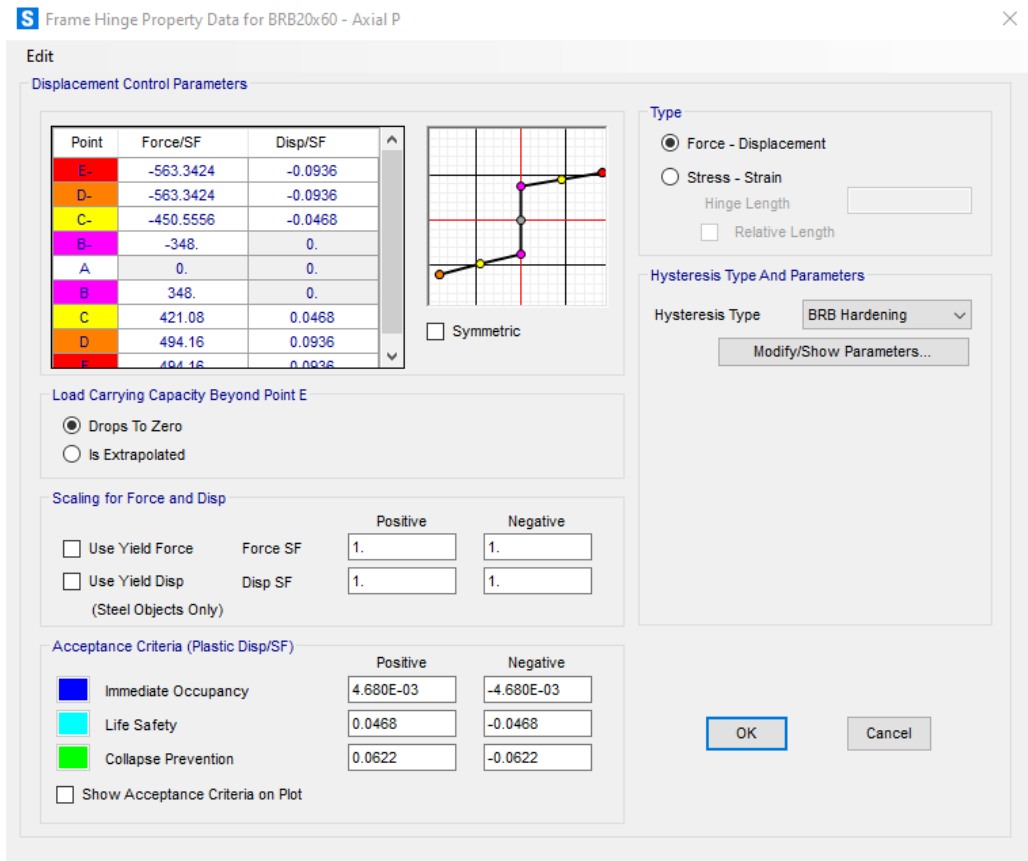 S Frame Hinge Property Data for BRB20x60 - Axial P
Edit
Displacement Control Parameters
Point Force/SF Disp/SF
E- -563.3424 -0.0936
D- -563.3424 -0.0936
C- -450.5556 -0.0468
B- -348. 0.
A 0. 0.
B 348. 0.
C 421.08 0.0468
D 494.16 0.0936
E 494.16 0.0936
Symmetric
Load Carrying Capacity Beyond Point E
Drops To Zero
Is Extrapolated
Scaling for Force and Disp
Positive Negative
Use Yield Force Force SF 1. 1.
Use Yield Disp Disp SF 1. 1.
(Steel Objects Only)
Acceptance Criteria (Plastic Disp/SF)
Positive Negative
Immediate Occupancy 4.680E-03 -4.680E-03
Life Safety 0.0468 -0.0468
Collapse Prevention 0.0622 -0.0622
Show Acceptance Criteria on Plot
Type
Force - Displacement
Stress - Strain
Hinge Length
Relative Length
Hysteresis Type And Parameters
Hysteresis Type BRB Hardening
Modify/Show Parameters...
OK Cancel